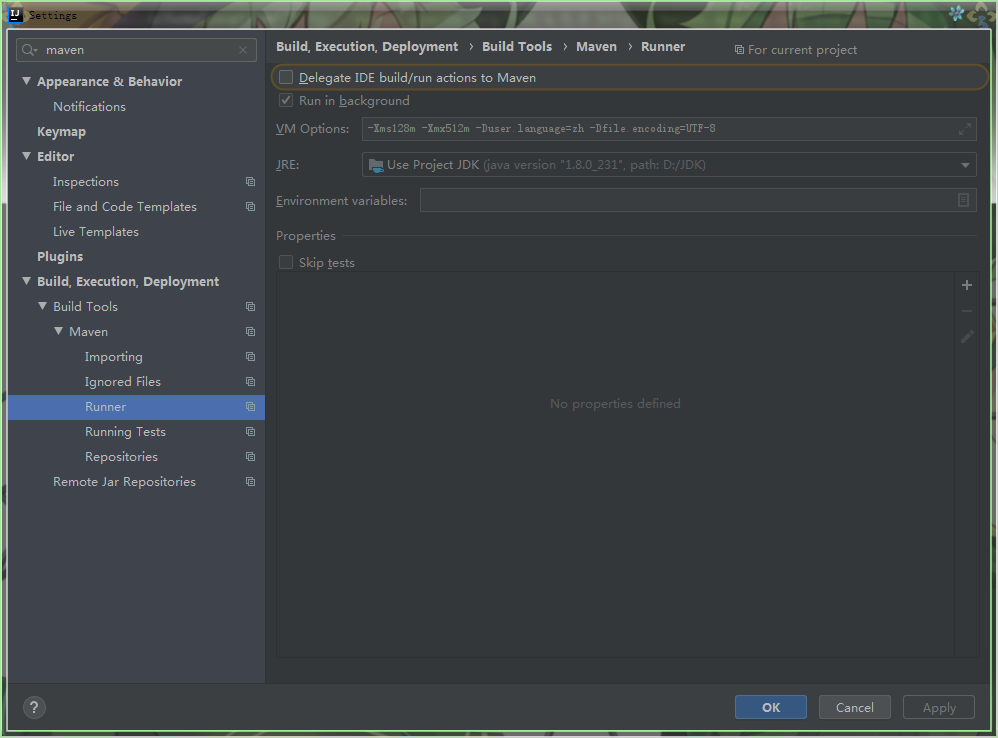 Settings
maven
Appearance & Behavior
Notifications
Keymap
Editor
Inspections
File and Code Templates
Live Templates
Plugins
Build, Execution, Deployment
Build Tools
Maven
Importing
Ignored Files
Runner
Running Tests
Repositories
Remote Jar Repositories
Build, Execution, Deployment › Build Tools › Maven › Runner For current project
Delegate IDE build/run actions to Maven
Run in background
VM Options: -Xms128m -Xmx512m -Duser.language=zh -Dfile.encoding=UTF-8
JRE: Use Project JDK (java version "1.8.0_231", path: D:/JDK)
Environment variables:
Properties
Skip tests
No properties defined
? OK Cancel Apply